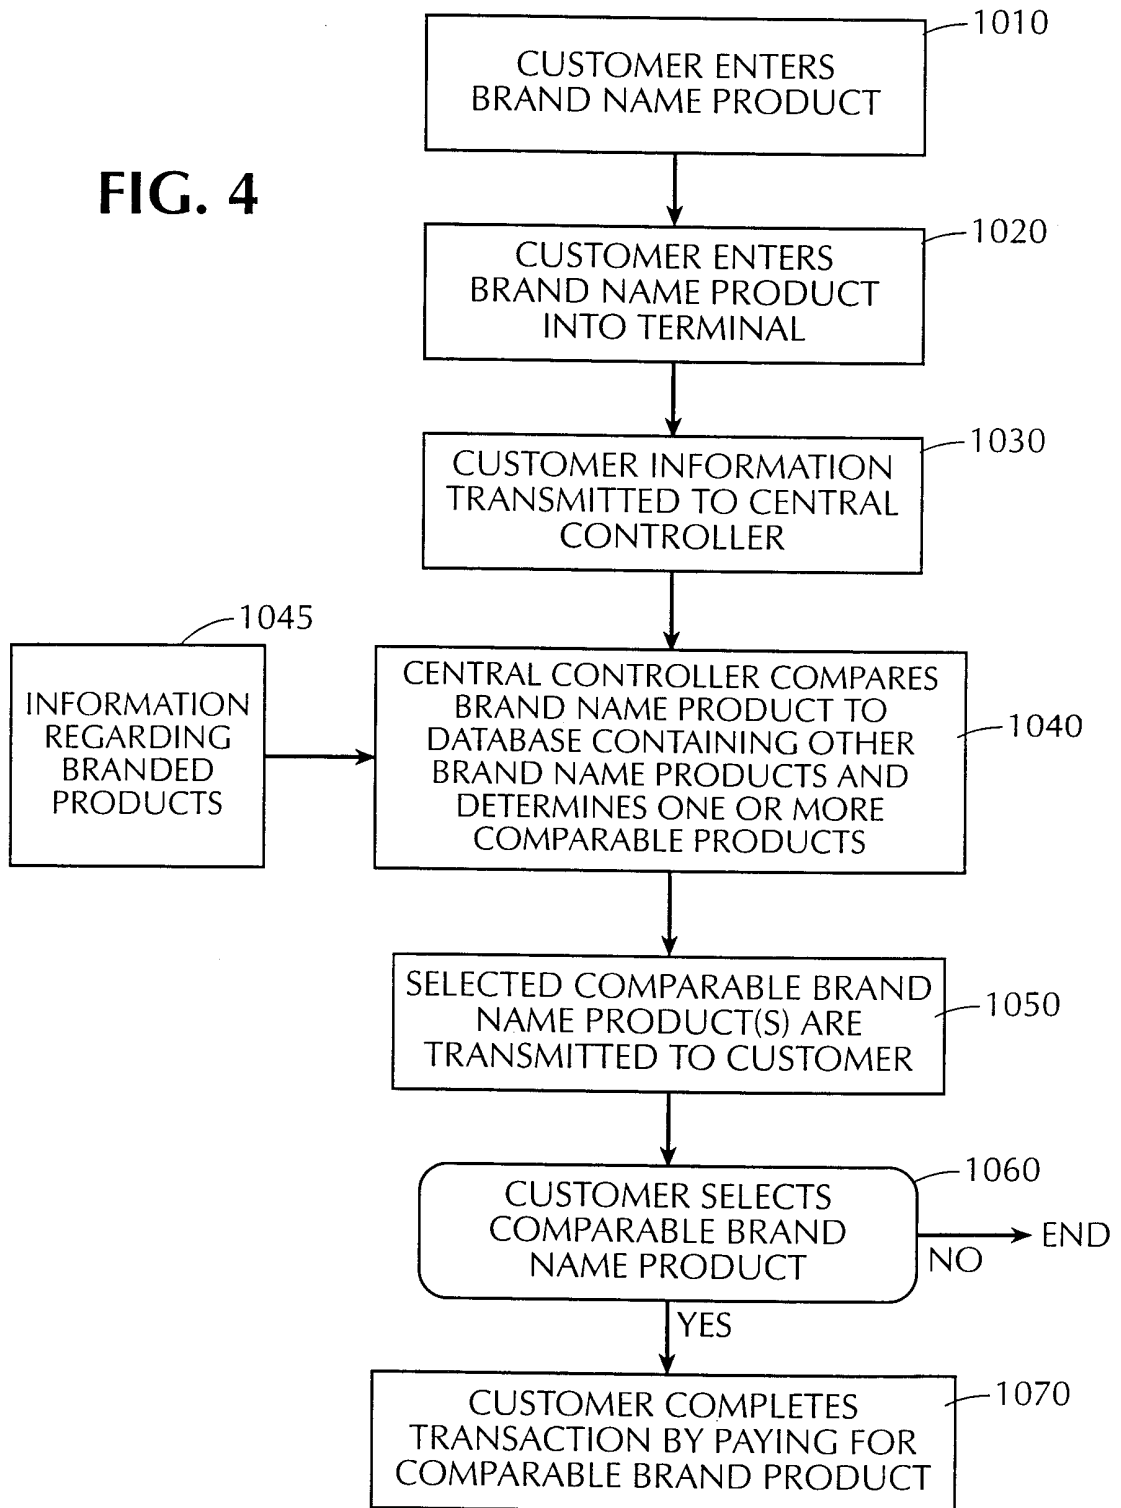 FIG. 4
1010
CUSTOMER ENTERS
BRAND NAME PRODUCT
1020
CUSTOMER ENTERS
BRAND NAME PRODUCT
INTO TERMINAL
1030
CUSTOMER INFORMATION
TRANSMITTED TO CENTRAL
CONTROLLER
1045
INFORMATION
REGARDING
BRANDED
PRODUCTS
CENTRAL CONTROLLER COMPARES
BRAND NAME PRODUCT TO
DATABASE CONTAINING OTHER
BRAND NAME PRODUCTS AND
DETERMINES ONE OR MORE
COMPARABLE PRODUCTS
1040
SELECTED COMPARABLE BRAND
NAME PRODUCT(S) ARE
TRANSMITTED TO CUSTOMER
1050
1060
CUSTOMER SELECTS
COMPARABLE BRAND
NAME PRODUCT
NO
END
YES
1070
CUSTOMER COMPLETES
TRANSACTION BY PAYING FOR
COMPARABLE BRAND PRODUCT